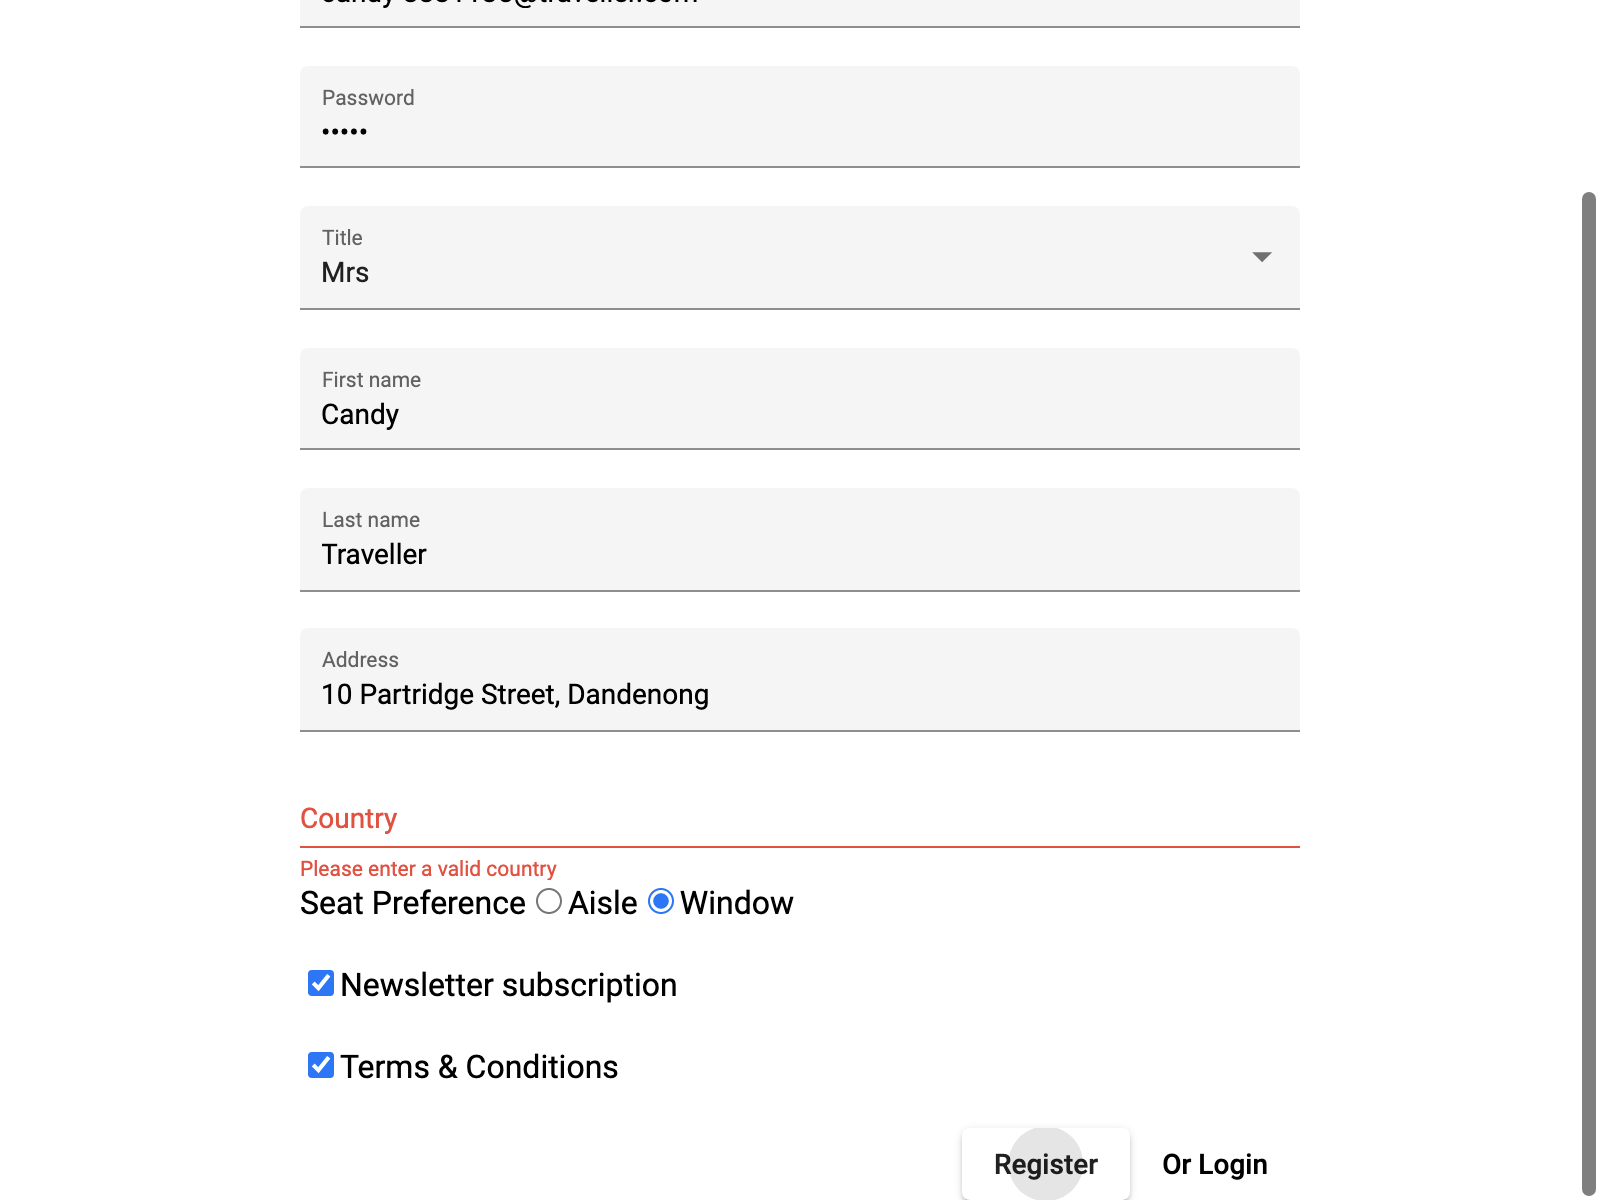 Password
•••••
Title
Mrs
First name
Candy
Last name
Traveller
Address
10 Partridge Street, Dandenong
Country
Please enter a valid country
Seat Preference Aisle Window
Newsletter subscription
Terms & Conditions
Register Or Login